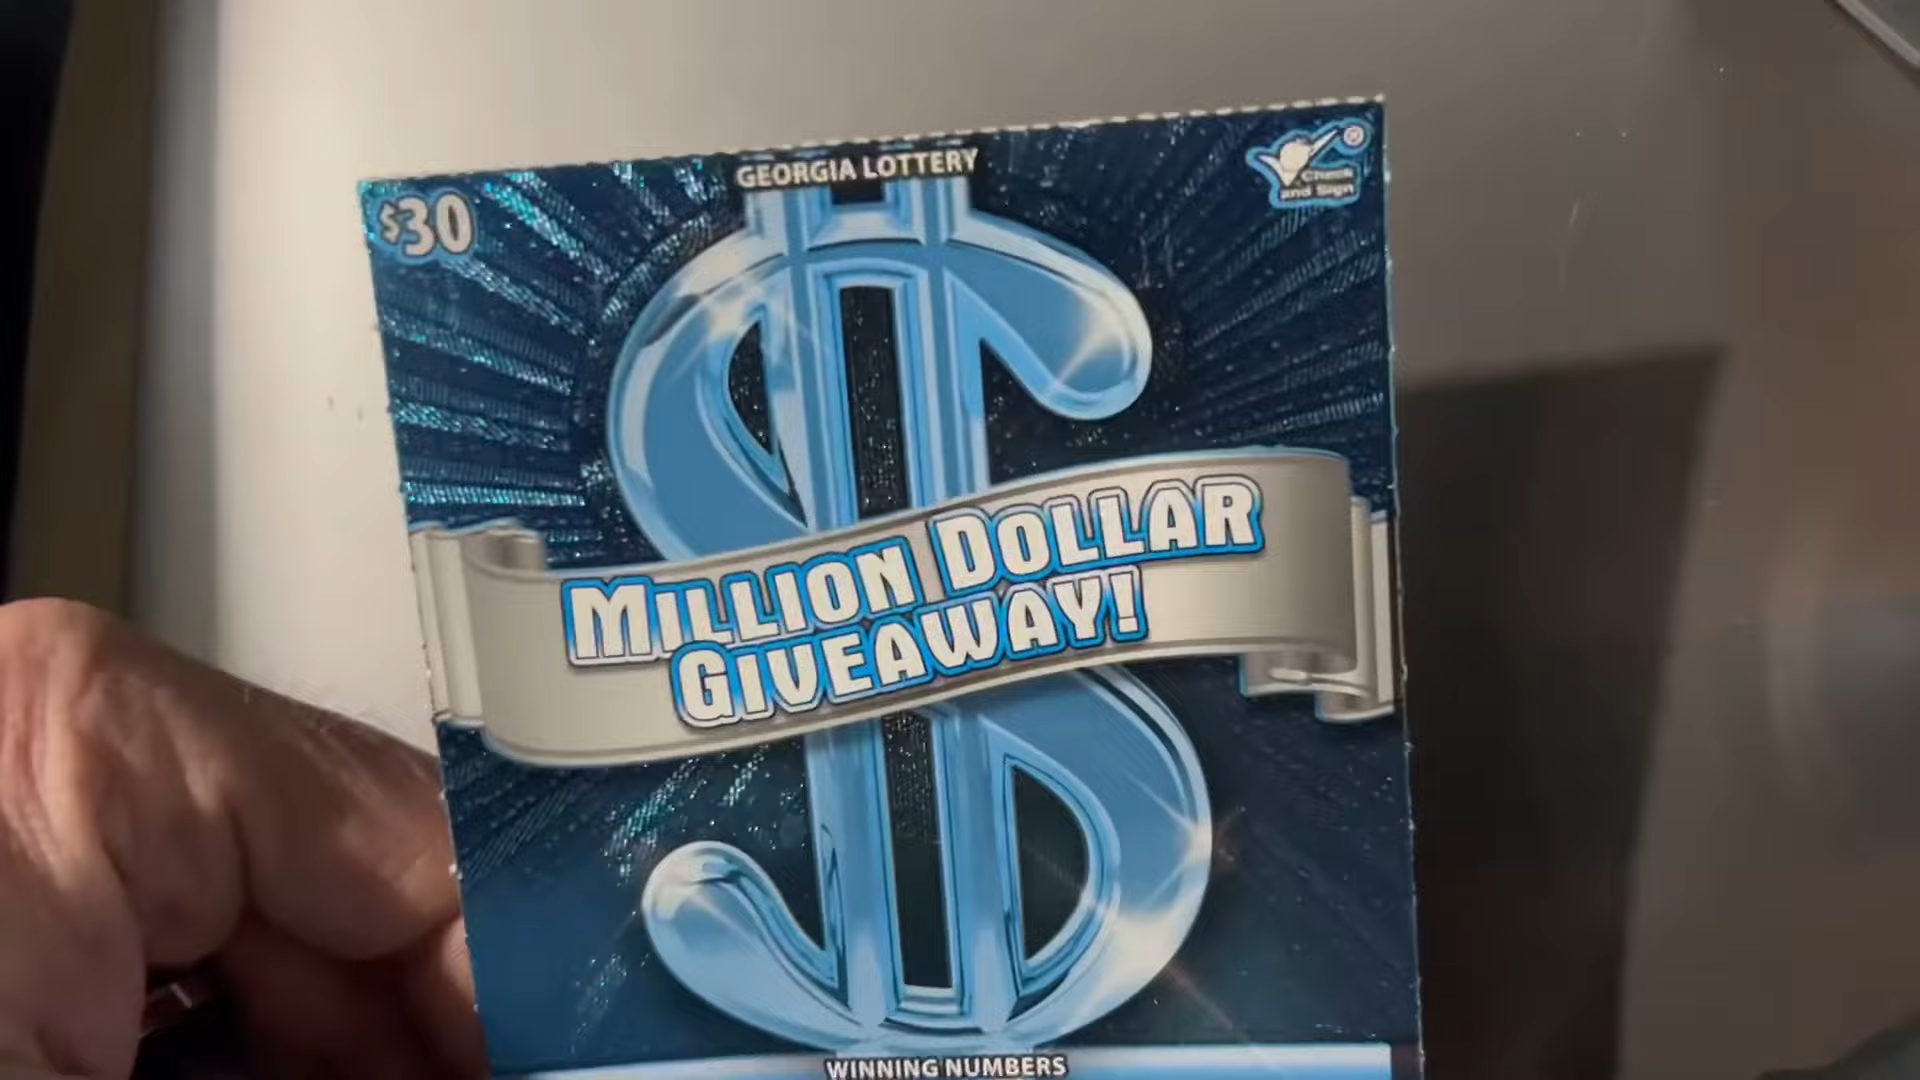 GEORGIA LOTTERY
$30
Check
and Sign
MILLION DOLLAR
GIVEAWAY!
WINNING NUMBERS